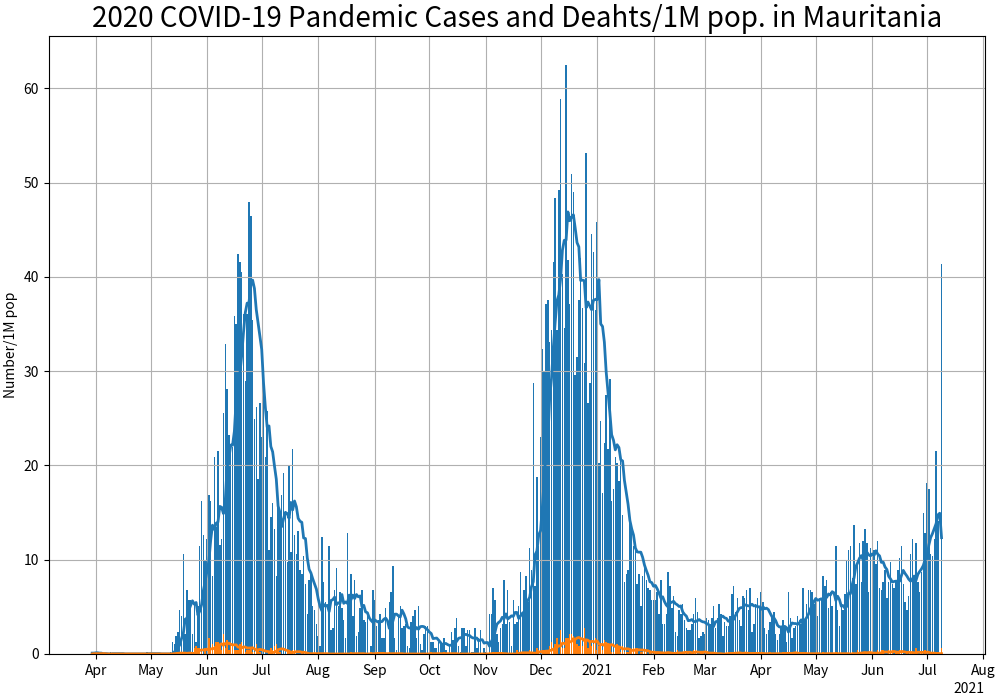 2020 COVID-19 Pandemic Cases and Deahts/1M pop. in Mauritania
Number/1M pop
60
50
40
30
20
10
0
Apr May Jun Jul Aug Sep Oct Nov Dec 2021 Feb Mar Apr May Jun Jul Aug
2021